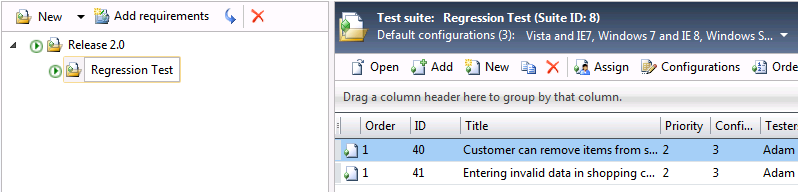 New Add requirements
Release 2.0
Regression Test
Test suite: Regression Test (Suite ID: 8)
Default configurations (3): Vista and IE7, Windows 7 and IE 8, Windows S...
Open Add New Assign Configurations Orde
Drag a column header here to group by that column.
Order ID Title Priority Confi... Tester
1 40 Customer can remove items from s... 2 3 Adam
1 41 Entering invalid data in shopping c... 2 3 Adam